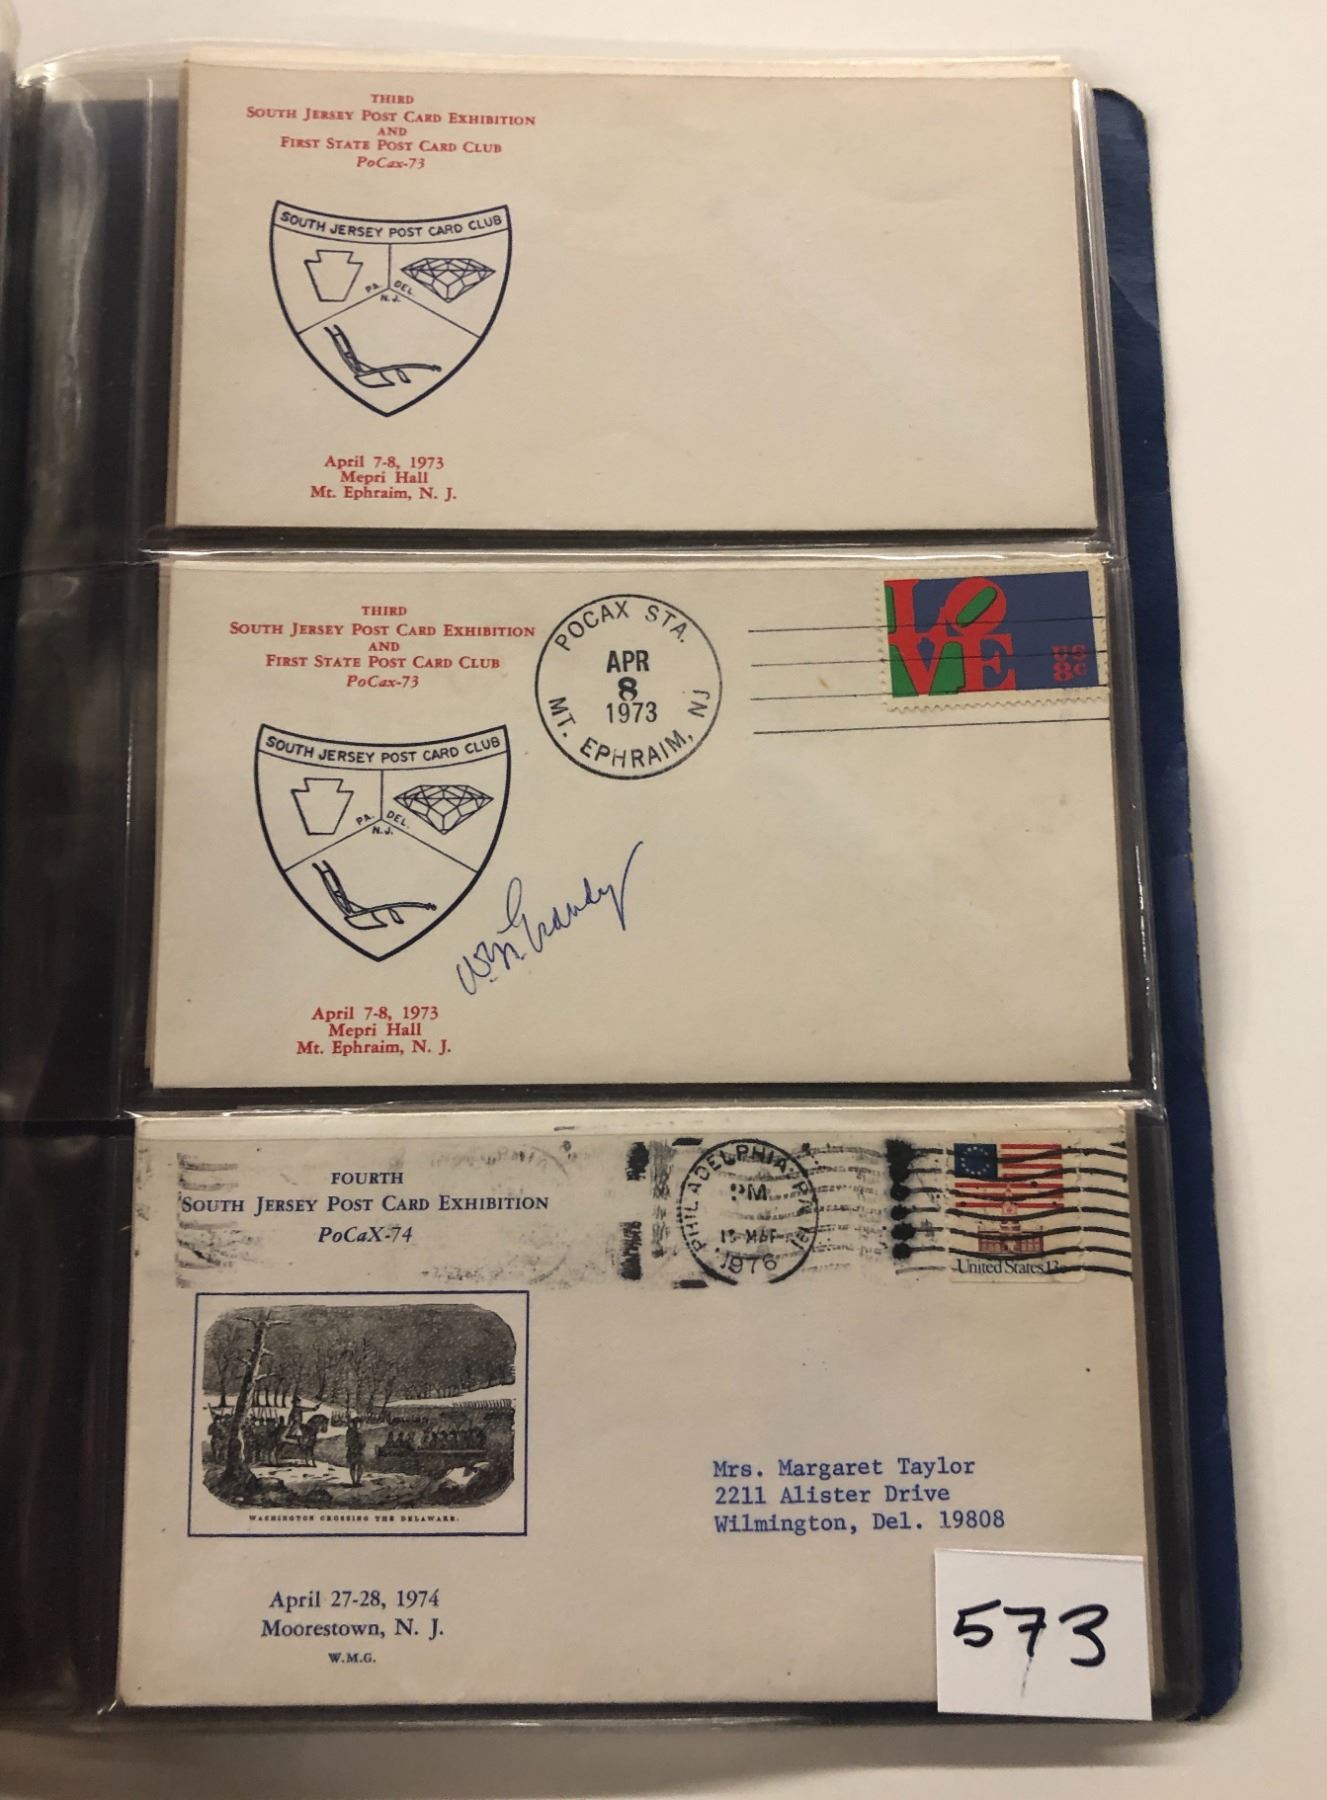 THIRD
SOUTH JERSEY POST CARD EXHIBITION
AND
FIRST STATE POST CARD CLUB
PoCax-73
SOUTH JERSEY POST CARD CLUB
PA. DEL.
N.J.
April 7-8, 1973
Mepri Hall
Mt. Ephraim, N. J.
THIRD
SOUTH JERSEY POST CARD EXHIBITION
AND
FIRST STATE POST CARD CLUB
PoCax-73
SOUTH JERSEY POST CARD CLUB
PA. DEL.
N.J.
April 7-8, 1973
Mepri Hall
Mt. Ephraim, N. J.
POCAX STA.
APR
8
1973
MT. EPHRAIM, NJ
LOVE
US
8c
W. M. Grandy
FOURTH
SOUTH JERSEY POST CARD EXHIBITION
PoCaX-74
WASHINGTON CROSSING THE DELAWARE.
April 27-28, 1974
Moorestown, N. J.
W.M.G.
PHILADELPHIA, PA
PM
1976
United States 13c
Mrs. Margaret Taylor
2211 Alister Drive
Wilmington, Del. 19808
573